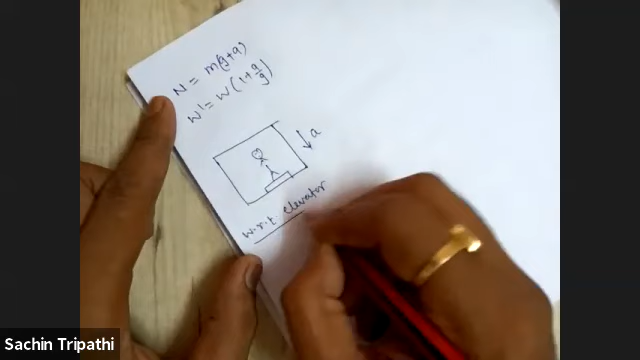 N = m(g+a)
W' = W(1+a/g)
a
w.r.t. elevator
Sachin Tripathi